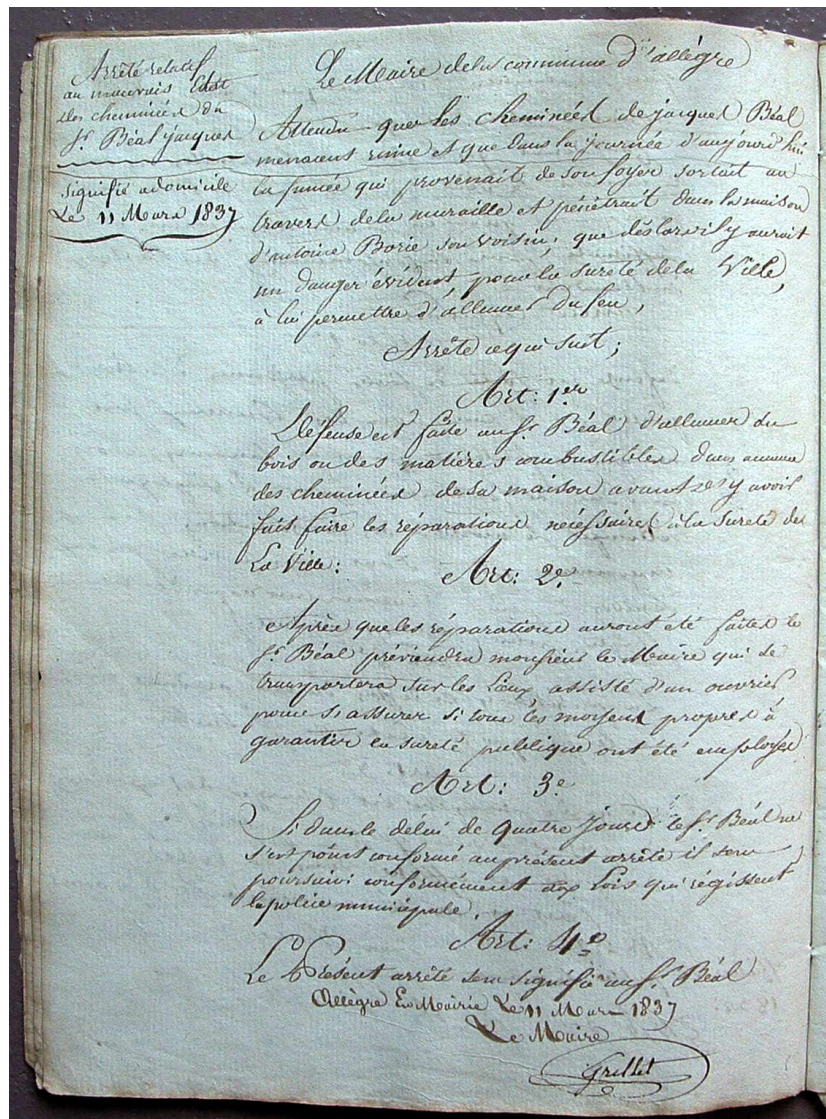 Arrêté relatif
au mauvais Etat
des cheminées du
Sr. Béal jacques
signifié a domicile
Le 11 Mars 1837
Le Maire de la commune d'allègre
Attendu que les cheminées de jacques Béal
menacent ruine et que dans la journée d'aujourd'hui
la fumée qui provenait de son foyer sortait au
travers de la muraille et pénétrait dans la maison
d'antoine Borie son voisin; que dès lors il y aurait
un danger évident, pour la sureté de la Ville,
à lui permettre d'allumer du feu,
Arrête ce qui suit;
Art: 1er
Défense est faite au Sr. Béal d'allumer du
bois ou des matières combustibles dans aucune
des cheminées de sa maison avant d'y avoir
fait faire les réparations nécessaires à la sureté de
La Ville:
Art: 2e.
Après que les réparations auront été faites le
Sr. Béal préviendra monsieur le Maire qui se
transportera sur les Lieux, assisté d'un ouvrier
pour s'assurer si tous les moyens propres à
garantir la sureté publique ont été employés
Art: 3e.
Si dans le délai de quatre jours le Sr. Béal ne
s'est point conformé au présent arrêté il sera
poursuivi conformément aux Lois qui régissent
la police municipale.
Art: 4e
Le Présent arrêté sera signifié au Sr. Béal
Allègre En Mairie Le 11 Mars 1837
Le Maire
Grellet